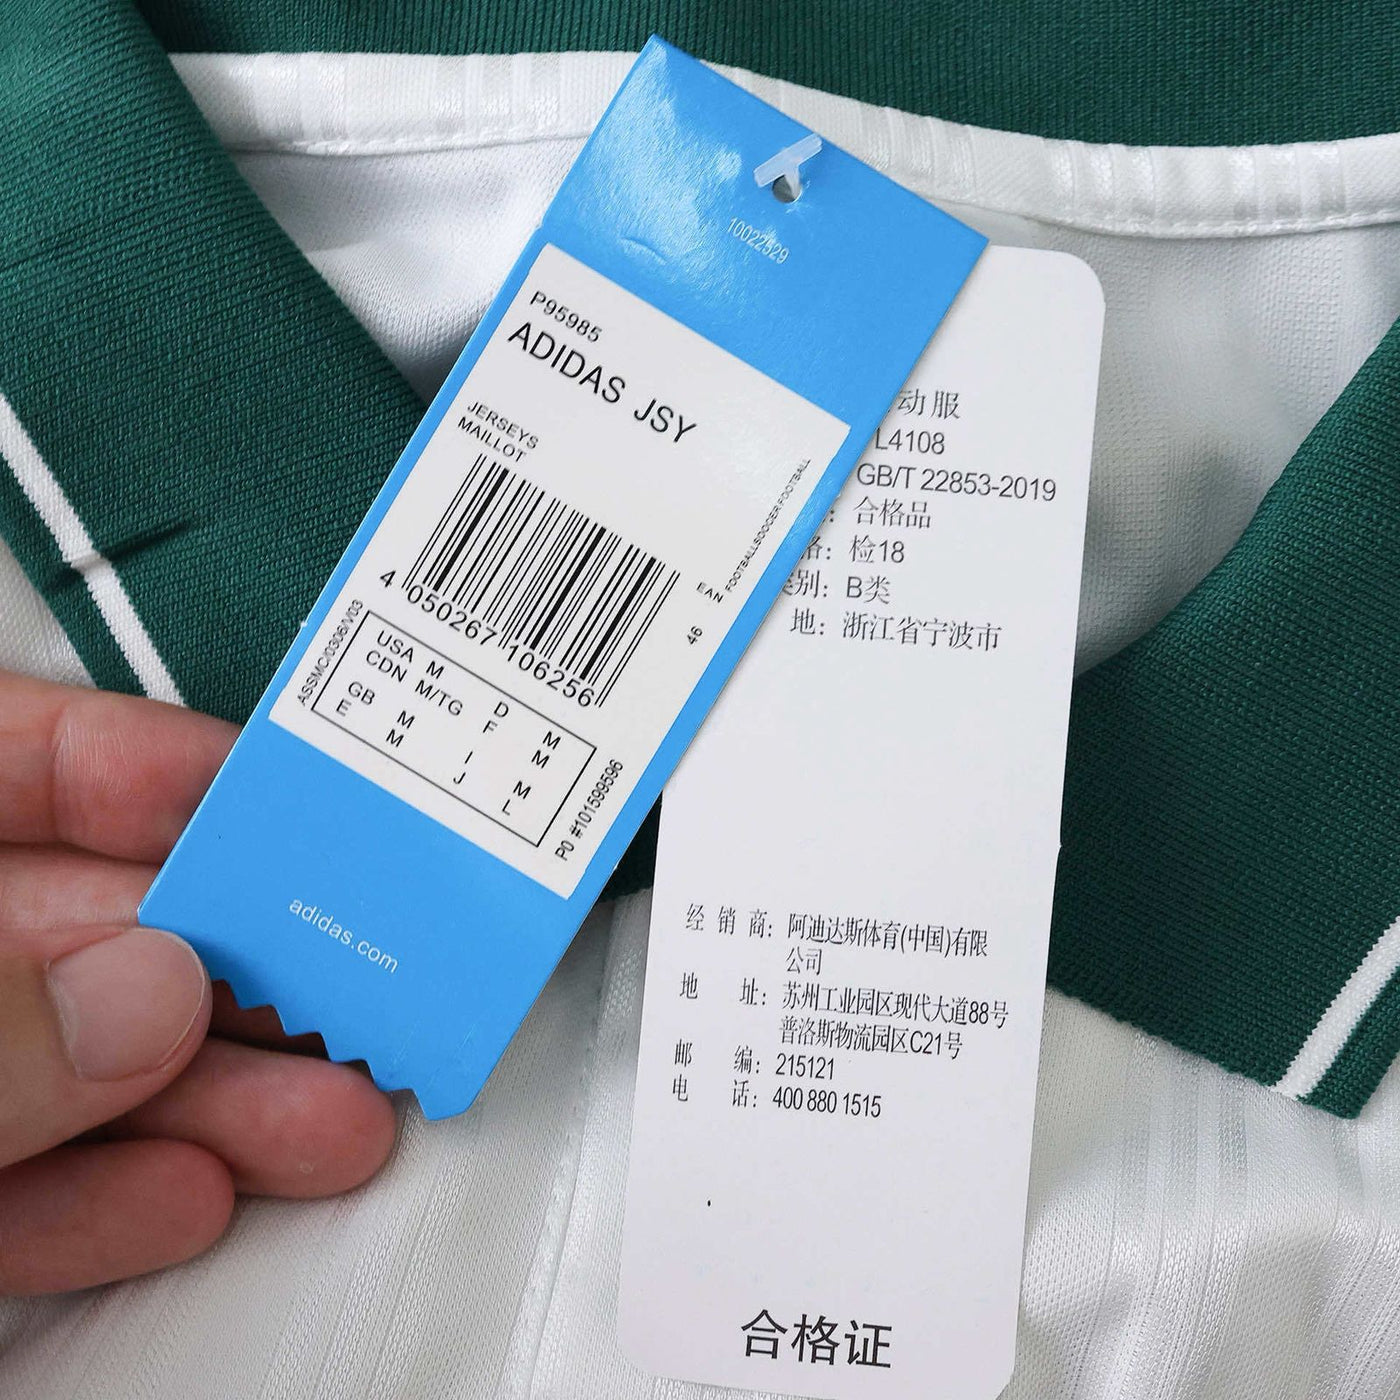 10022529
P95985
ADIDAS JSY
JERSEYS
MAILLOT
FOOTBALL/SOCCER FOOTBALL
EAN
46
4 050267 106256
ASSMC/0306/V03
USA M D M
CDN M/TG F M
GB M I M
E M J L
PO #101599596
adidas.com
动服
L4108
GB/T 22853-2019
: 合格品
格: 检18
类别: B类
地: 浙江省宁波市
经销商: 阿迪达斯体育(中国)有限
公司
地址: 苏州工业园区现代大道88号
普洛斯物流园区C21号
邮编: 215121
电话: 400 880 1515
合格证